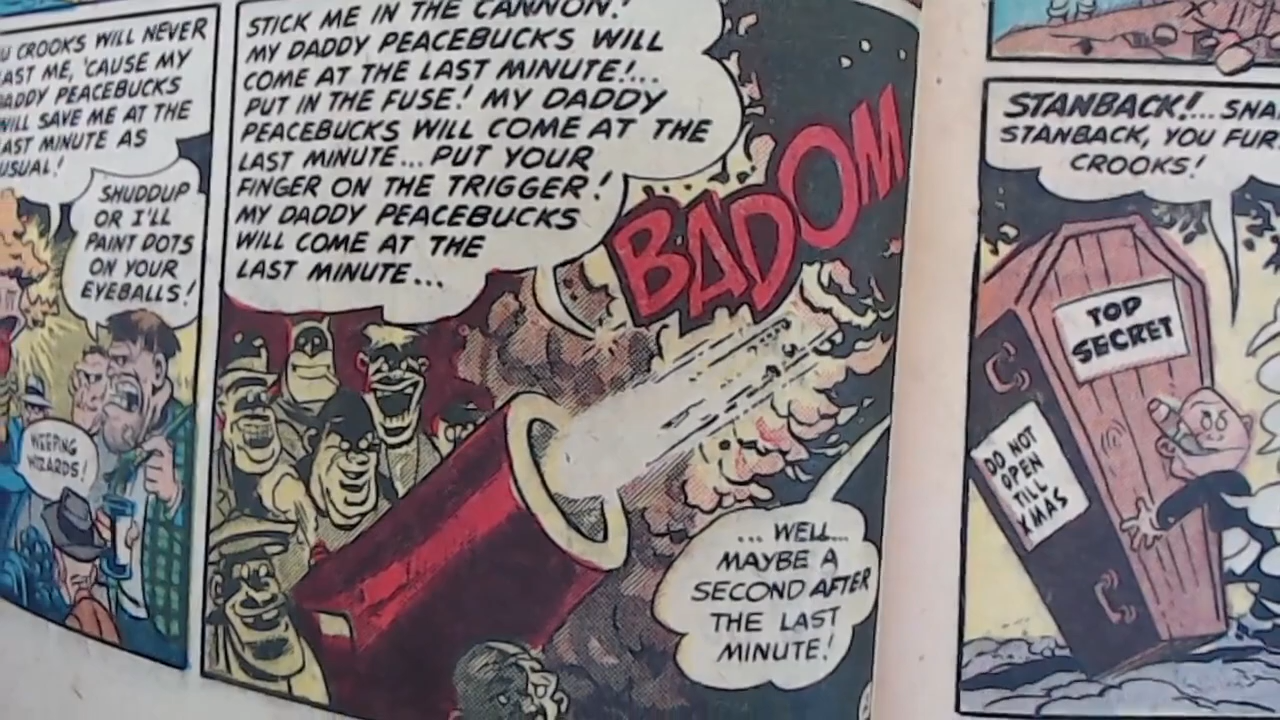 U CROOKS WILL NEVER
AST ME, 'CAUSE MY
ADDY PEACEBUCKS
WILL SAVE ME AT THE
AST MINUTE AS
USUAL!
SHUDDUP
OR I'LL
PAINT DOTS
ON YOUR
EYEBALLS!
WEEPING
WIZARDS!
STICK ME IN THE CANNON!
MY DADDY PEACEBUCKS WILL
COME AT THE LAST MINUTE!...
PUT IN THE FUSE! MY DADDY
PEACEBUCKS WILL COME AT THE
LAST MINUTE... PUT YOUR
FINGER ON THE TRIGGER!
MY DADDY PEACEBUCKS
WILL COME AT THE
LAST MINUTE...
BADOM
... WELL...
MAYBE A
SECOND AFTER
THE LAST
MINUTE!
STANBACK!... SNA
STANBACK, YOU FUR
CROOKS!
TOP
SECRET
DO NOT
OPEN
TILL
XMAS